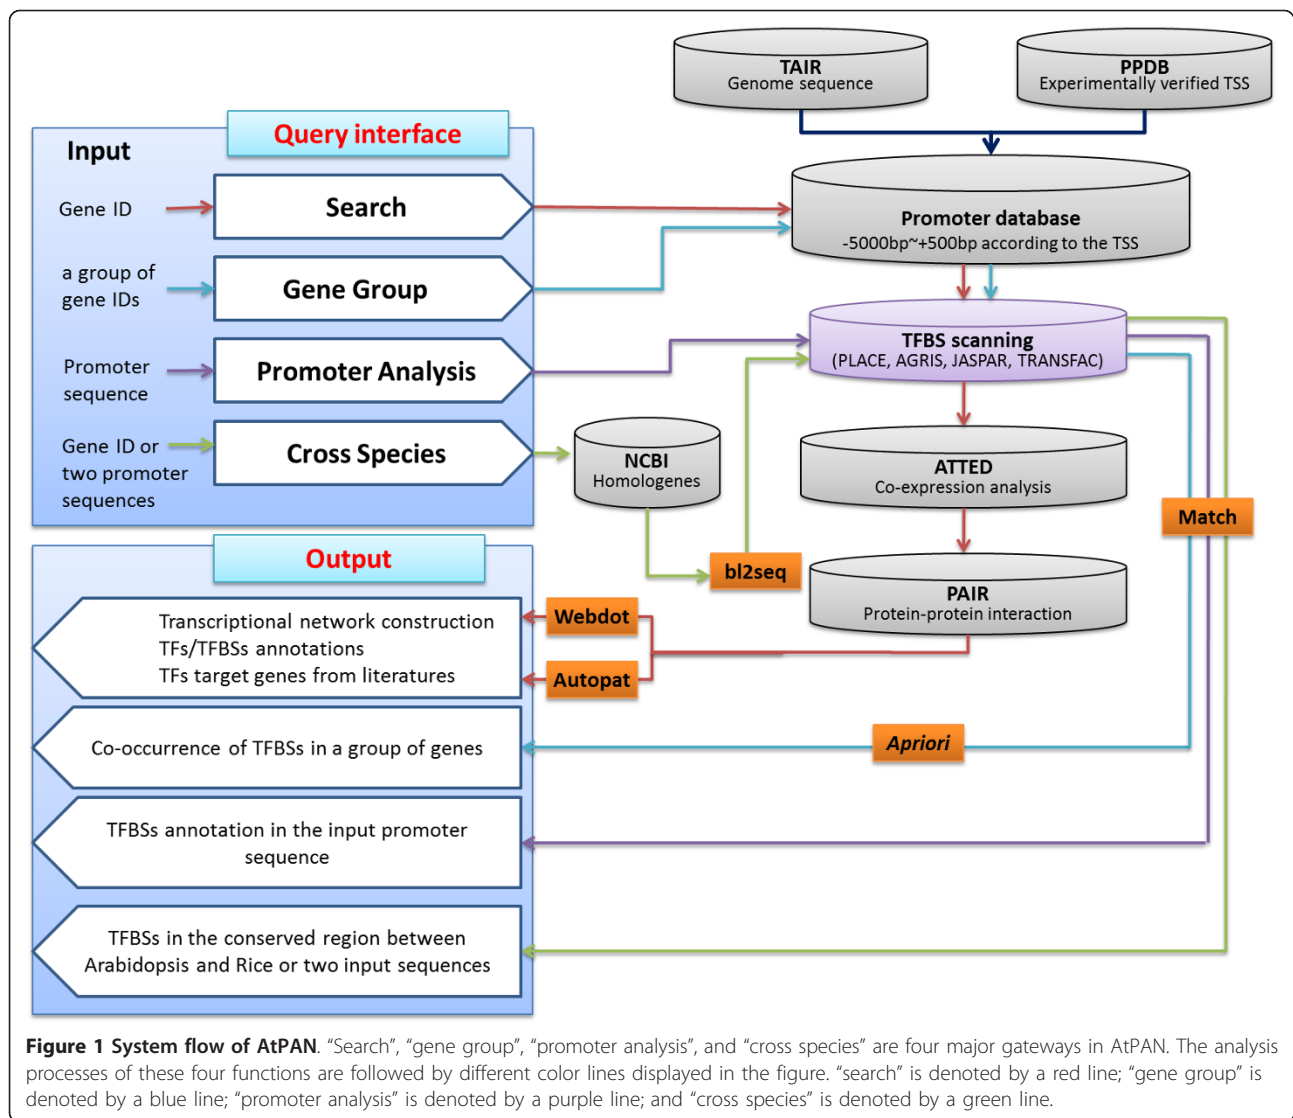 TAIR
Genome sequence
PPDB
Experimentally verified TSS
Query interface
Input
Gene ID
Search
Promoter database
-5000bp~+500bp according to the TSS
a group of
gene IDs
Gene Group
TFBS scanning
(PLACE, AGRIS, JASPAR, TRANSFAC)
Promoter
sequence
Promoter Analysis
Gene ID or
two promoter
sequences
Cross Species
NCBI
Homologenes
ATTED
Co-expression analysis
Match
Output
bl2seq
PAIR
Protein-protein interaction
Transcriptional network construction
TFs/TFBSs annotations
TFs target genes from literatures
Webdot
Autopat
Co-occurrence of TFBSs in a group of genes
Apriori
TFBSs annotation in the input promoter
sequence
TFBSs in the conserved region between
Arabidopsis and Rice or two input sequences
Figure 1 System flow of AtPAN. “Search”, “gene group”, “promoter analysis”, and “cross species” are four major gateways in AtPAN. The analysis
processes of these four functions are followed by different color lines displayed in the figure. “search” is denoted by a red line; “gene group” is
denoted by a blue line; “promoter analysis” is denoted by a purple line; and “cross species” is denoted by a green line.